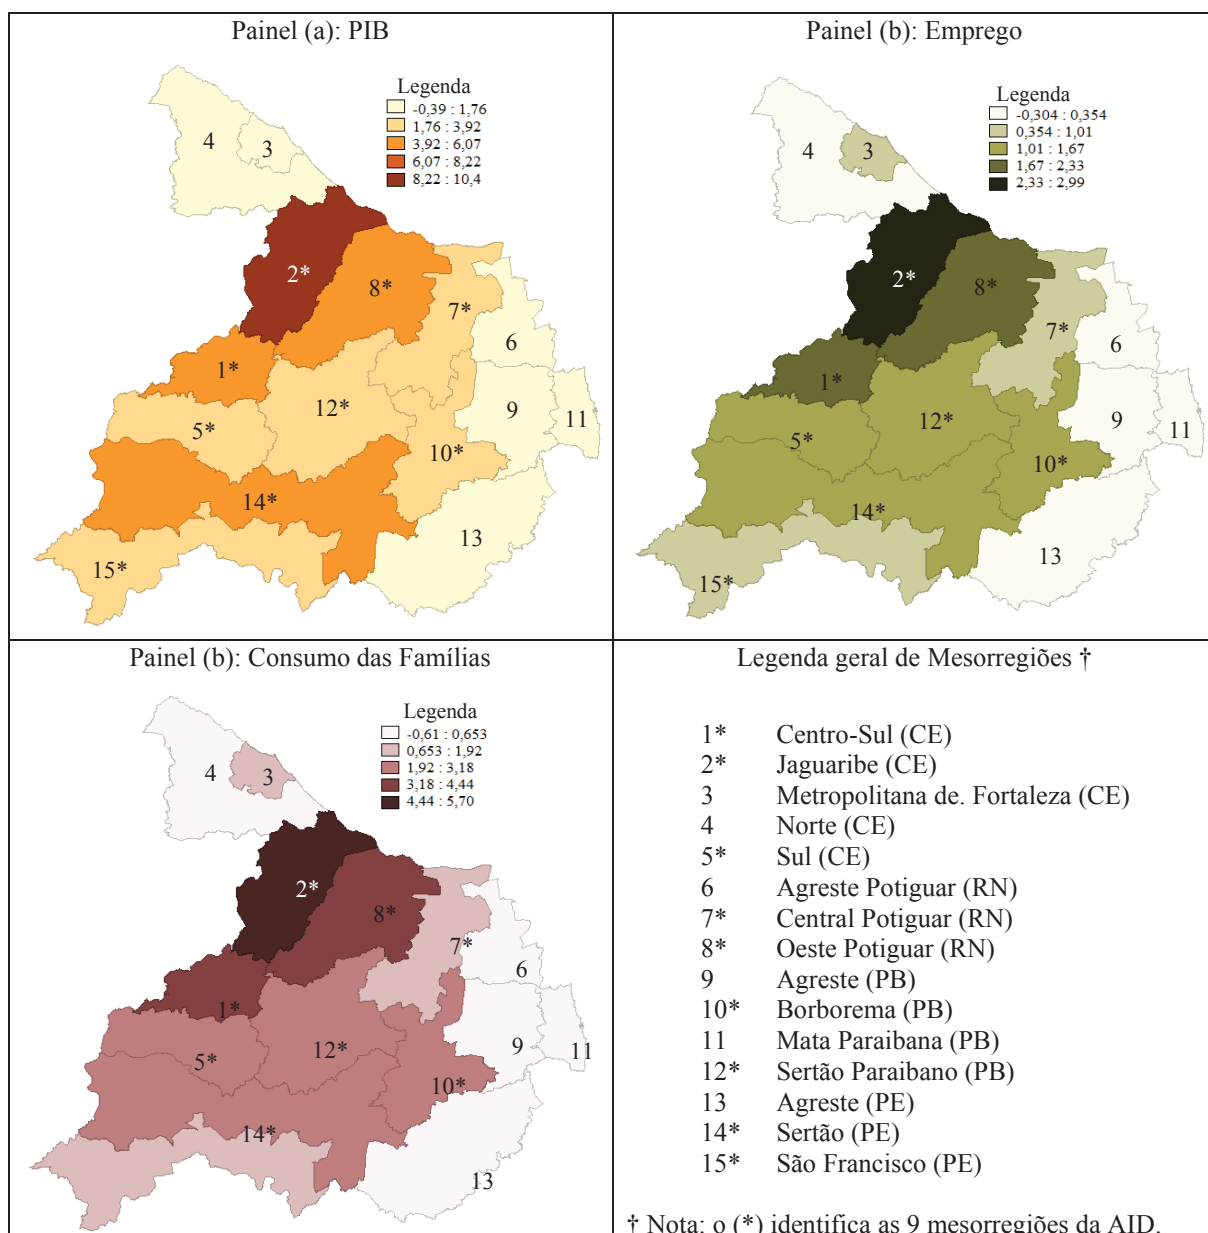 Painel (a): PIB
Legenda
-0,39 : 1,76
1,76 : 3,92
3,92 : 6,07
6,07 : 8,22
8,22 : 10,4
4
3
2*
8*
7*
6
1*
12*
9
11
5*
10*
14*
13
15*
Painel (b): Emprego
Legenda
-0,304 : 0,354
0,354 : 1,01
1,01 : 1,67
1,67 : 2,33
2,33 : 2,99
4
3
2*
8*
7*
6
1*
12*
9
11
5*
10*
14*
13
15*
Painel (b): Consumo das Famílias
Legenda
-0,61 : 0,653
0,653 : 1,92
1,92 : 3,18
3,18 : 4,44
4,44 : 5,70
4
3
2*
8*
7*
6
1*
12*
9
11
5*
10*
14*
13
Legenda geral de Mesorregiões †
1* Centro-Sul (CE)
2* Jaguaribe (CE)
3 Metropolitana de. Fortaleza (CE)
4 Norte (CE)
5* Sul (CE)
6 Agreste Potiguar (RN)
7* Central Potiguar (RN)
8* Oeste Potiguar (RN)
9 Agreste (PB)
10* Borborema (PB)
11 Mata Paraibana (PB)
12* Sertão Paraibano (PB)
13 Agreste (PE)
14* Sertão (PE)
15* São Francisco (PE)
† Nota: o (*) identifica as 9 mesorregiões da AID.